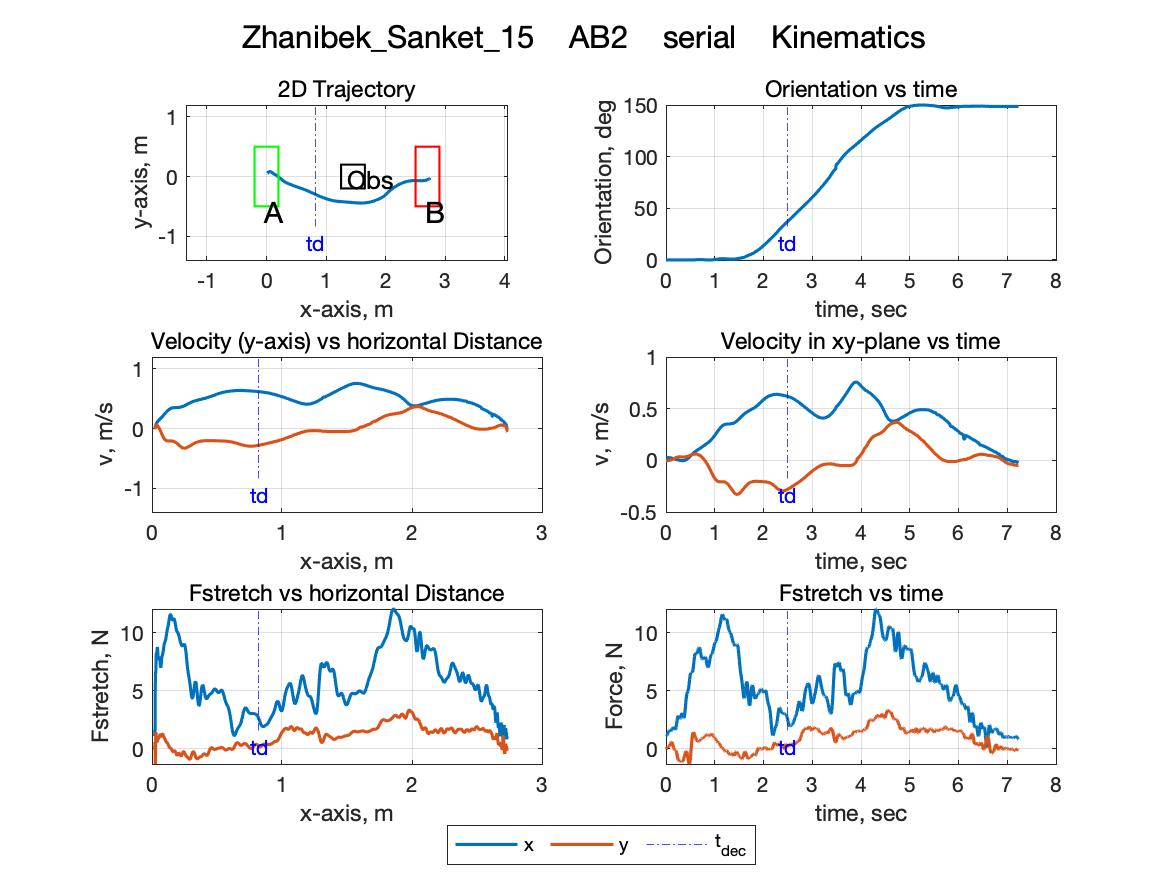 Zhanibek_Sanket_15 AB2 serial Kinematics
2D Trajectory
1
0
-1
y-axis, m
A
Obs
B
td
-1 0 1 2 3 4
x-axis, m
Orientation vs time
150
100
50
0
Orientation, deg
td
0 1 2 3 4 5 6 7 8
time, sec
Velocity (y-axis) vs horizontal Distance
1
0
-1
v, m/s
td
0 1 2 3
x-axis, m
Velocity in xy-plane vs time
1
0.5
0
-0.5
v, m/s
td
0 1 2 3 4 5 6 7 8
time, sec
Fstretch vs horizontal Distance
10
5
0
Fstretch, N
td
0 1 2 3
x-axis, m
Fstretch vs time
10
5
0
Force, N
td
0 1 2 3 4 5 6 7 8
time, sec
x y t_dec